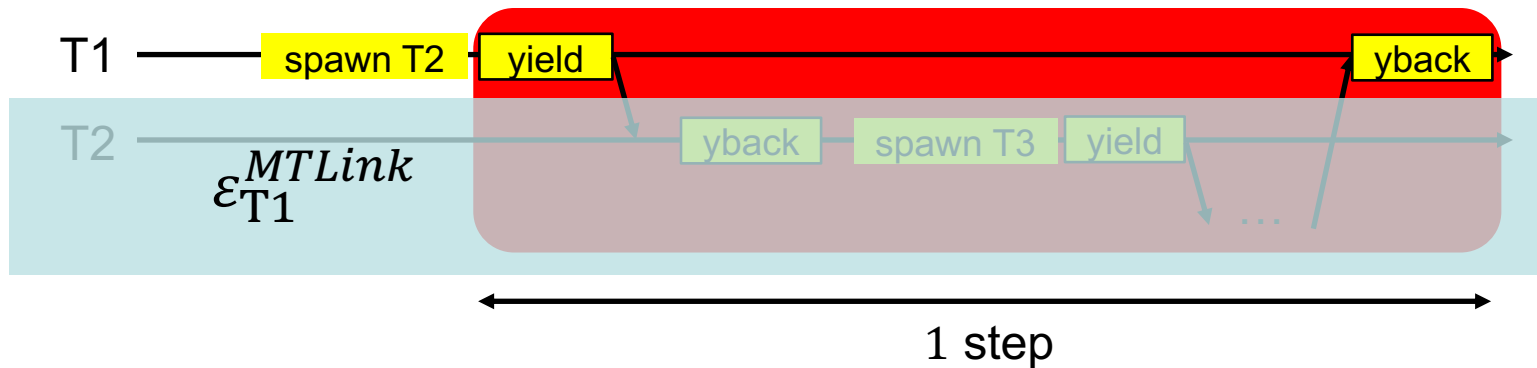 T1 spawn T2 yield yback
T2 yback spawn T3 yield
ε_T1^MTLink
...
1 step